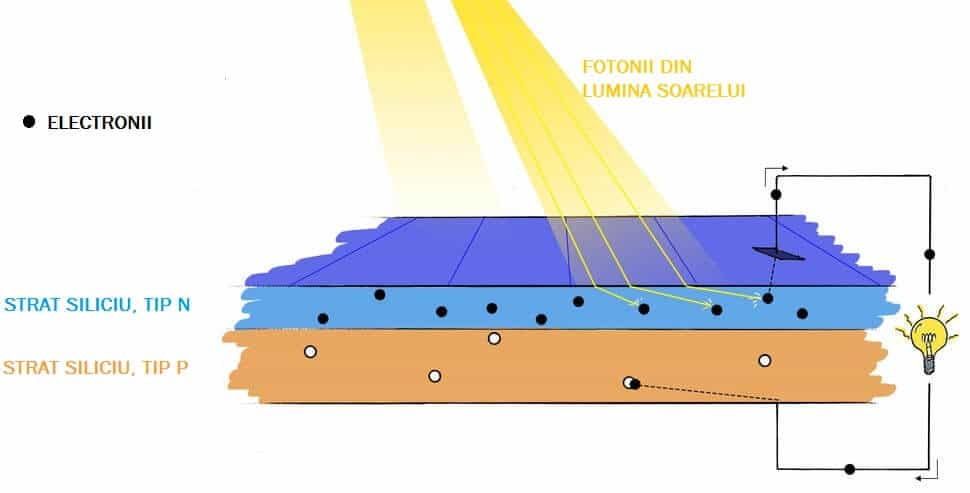 FOTONII DIN
LUMINA SOARELUI
ELECTRONII
STRAT SILICIU, TIP N
STRAT SILICIU, TIP P